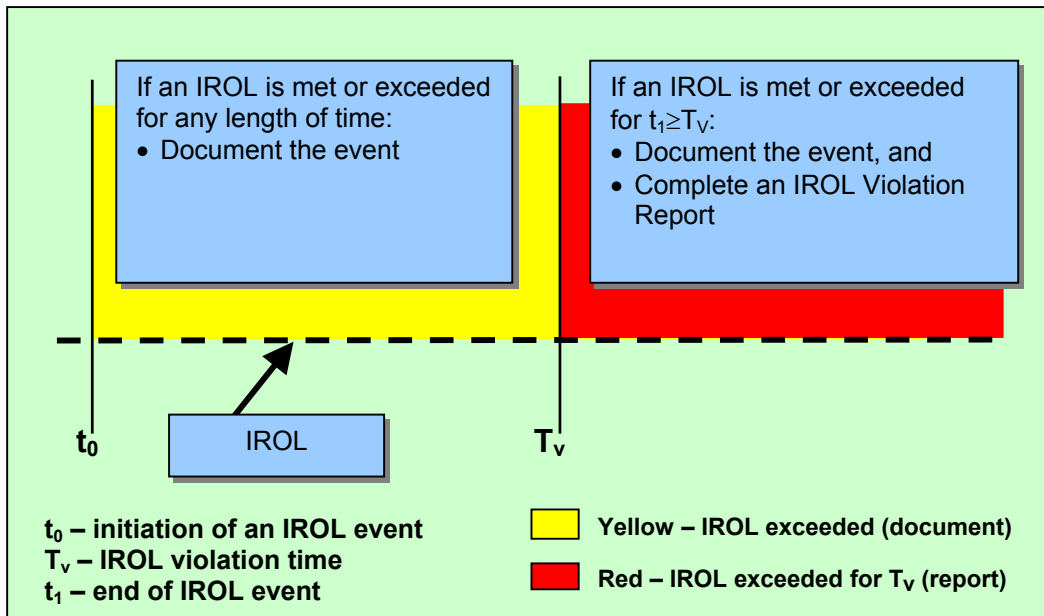 If an IROL is met or exceeded
for any length of time:
• Document the event
If an IROL is met or exceeded
for t₁≥Tᵥ:
• Document the event, and
• Complete an IROL Violation
Report
t₀
IROL
Tᵥ
t₀ – initiation of an IROL event
Tᵥ – IROL violation time
t₁ – end of IROL event
Yellow – IROL exceeded (document)
Red – IROL exceeded for Tᵥ (report)